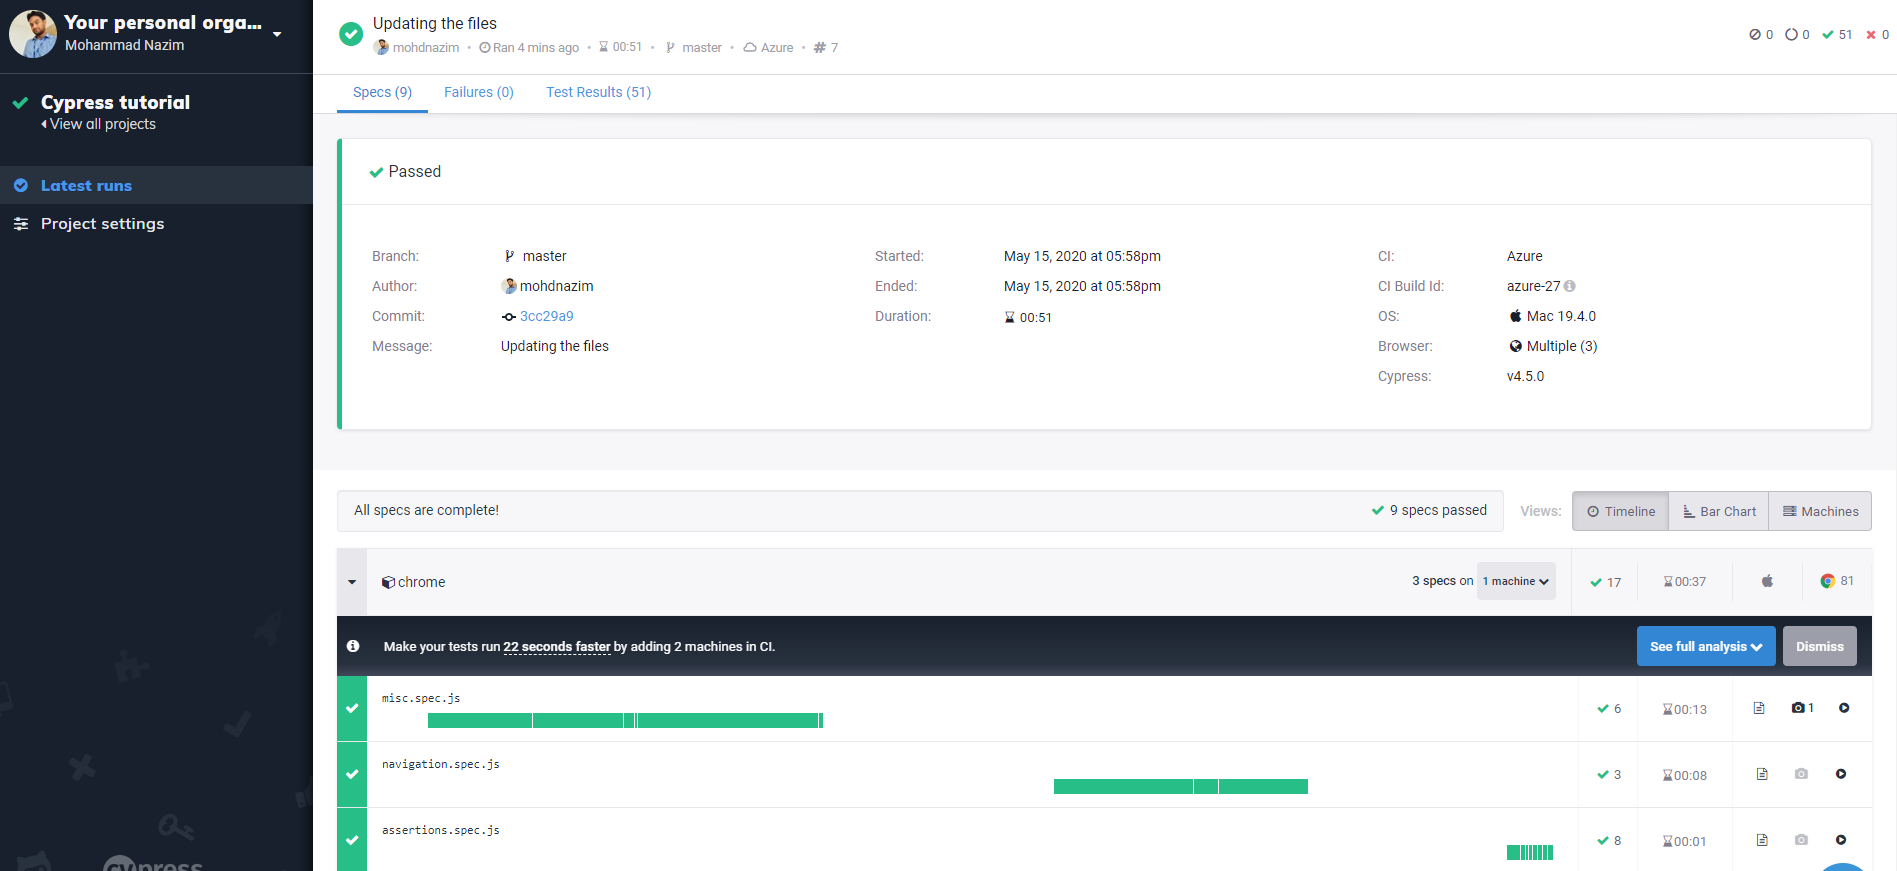 Your personal orga...
Mohammad Nazim
Cypress tutorial
View all projects
Latest runs
Project settings
cypress
Updating the files
mohdnazim • Ran 4 mins ago • 00:51 • master • Azure • # 7
0 0 51 0
Specs (9) Failures (0) Test Results (51)
Passed
Branch: master
Author: mohdnazim
Commit: 3cc29a9
Message: Updating the files
Started: May 15, 2020 at 05:58pm
Ended: May 15, 2020 at 05:58pm
Duration: 00:51
CI: Azure
CI Build Id: azure-27
OS: Mac 19.4.0
Browser: Multiple (3)
Cypress: v4.5.0
All specs are complete! 9 specs passed Views: Timeline Bar Chart Machines
chrome 3 specs on 1 machine 17 00:37 81
Make your tests run 22 seconds faster by adding 2 machines in CI. See full analysis Dismiss
misc.spec.js
6 00:13 1
navigation.spec.js
3 00:08
assertions.spec.js
8 00:01